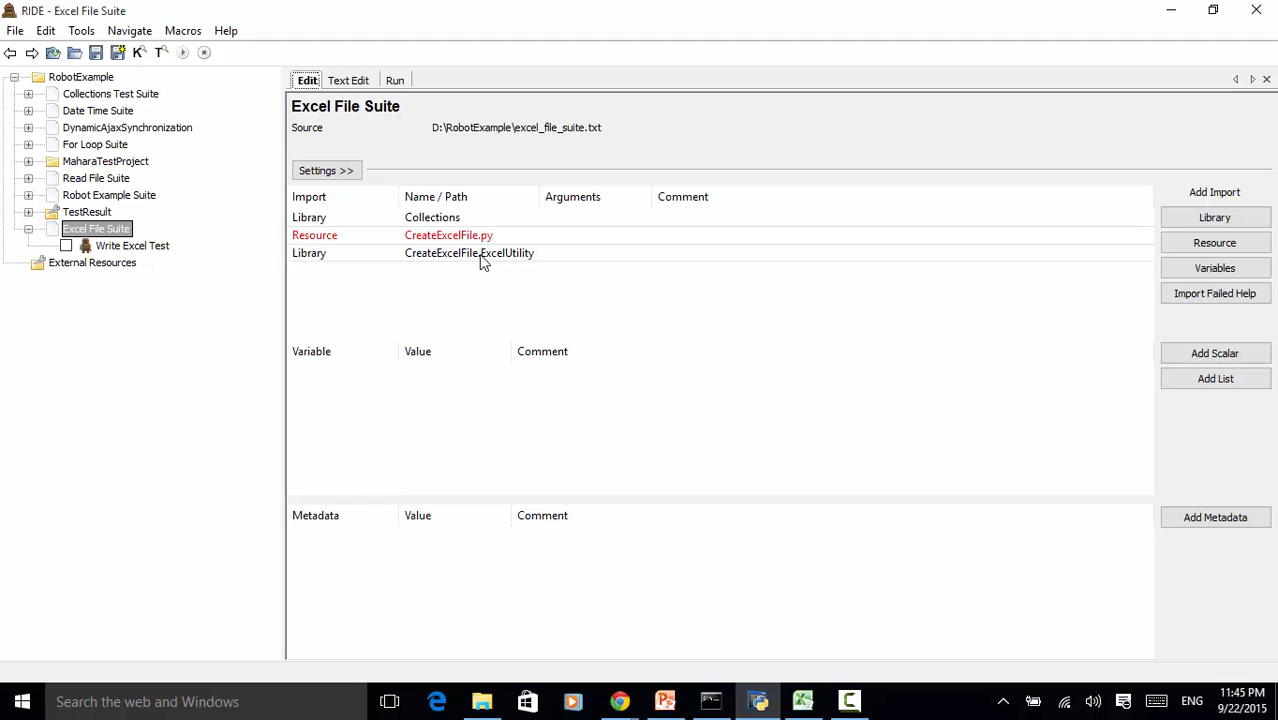 RIDE - Excel File Suite
File Edit Tools Navigate Macros Help
K T
RobotExample
Collections Test Suite
Date Time Suite
DynamicAjaxSynchronization
For Loop Suite
MaharaTestProject
Read File Suite
Robot Example Suite
TestResult
Excel File Suite
Write Excel Test
External Resources
Edit Text Edit Run
Excel File Suite
Source D:\RobotExample\excel_file_suite.txt
Settings >>
Import Name / Path Arguments Comment
Library Collections
Resource CreateExcelFile.py
Library CreateExcelFile.ExcelUtility
Add Import
Library
Resource
Variables
Import Failed Help
Variable Value Comment
Add Scalar
Add List
Metadata Value Comment
Add Metadata
Search the web and Windows
ENG
11:45 PM
9/22/2015